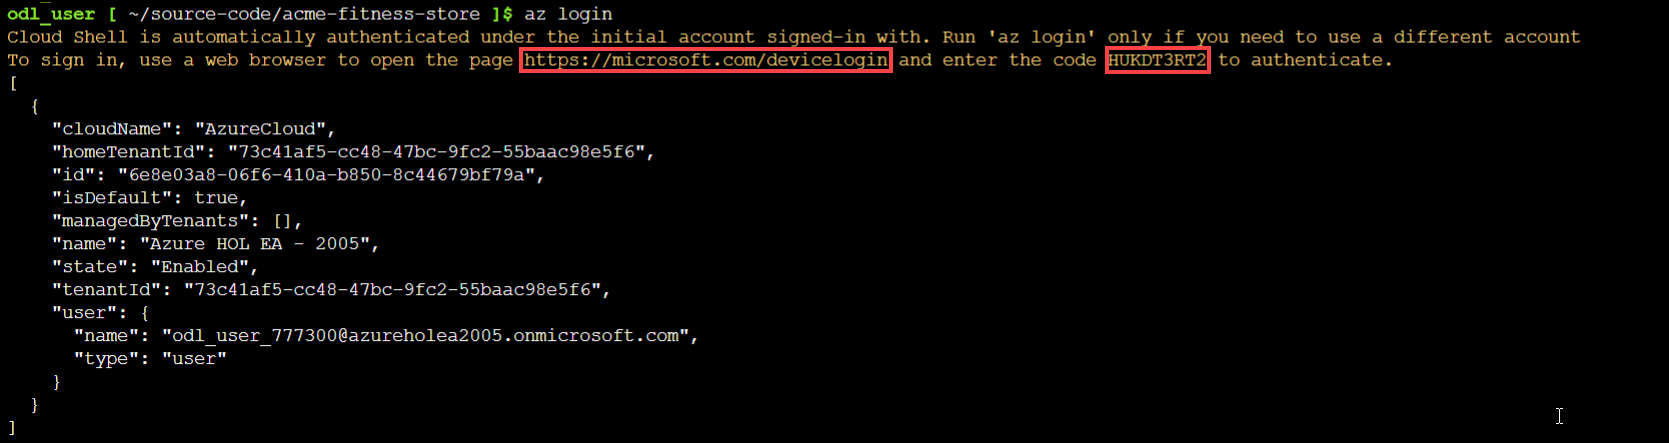 odl_user [ ~/source-code/acme-fitness-store ]$ az login
Cloud Shell is automatically authenticated under the initial account signed-in with. Run 'az login' only if you need to use a different account
To sign in, use a web browser to open the page https://microsoft.com/devicelogin and enter the code HUKDT3RT2 to authenticate.
[
  {
    "cloudName": "AzureCloud",
    "homeTenantId": "73c41af5-cc48-47bc-9fc2-55baac98e5f6",
    "id": "6e8e03a8-06f6-410a-b850-8c44679bf79a",
    "isDefault": true,
    "managedByTenants": [],
    "name": "Azure HOL EA - 2005",
    "state": "Enabled",
    "tenantId": "73c41af5-cc48-47bc-9fc2-55baac98e5f6",
    "user": {
      "name": "odl_user_777300@azureholea2005.onmicrosoft.com",
      "type": "user"
    }
  }
]